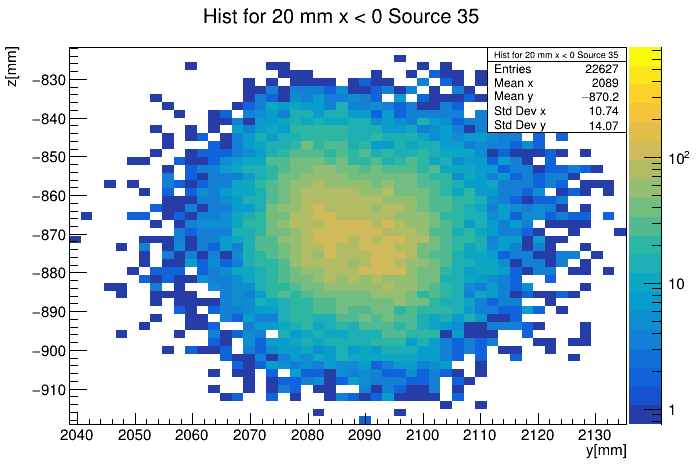 Hist for 20 mm x < 0 Source 35
z[mm]
Hist for 20 mm x < 0 Source 35
Entries 22627
Mean x 2089
Mean y −870.2
Std Dev x 10.74
Std Dev y 14.07
−830
−840
−850
−860
−870
−880
−890
−900
−910
10²
10
1
2040 2050 2060 2070 2080 2090 2100 2110 2120 2130
y[mm]